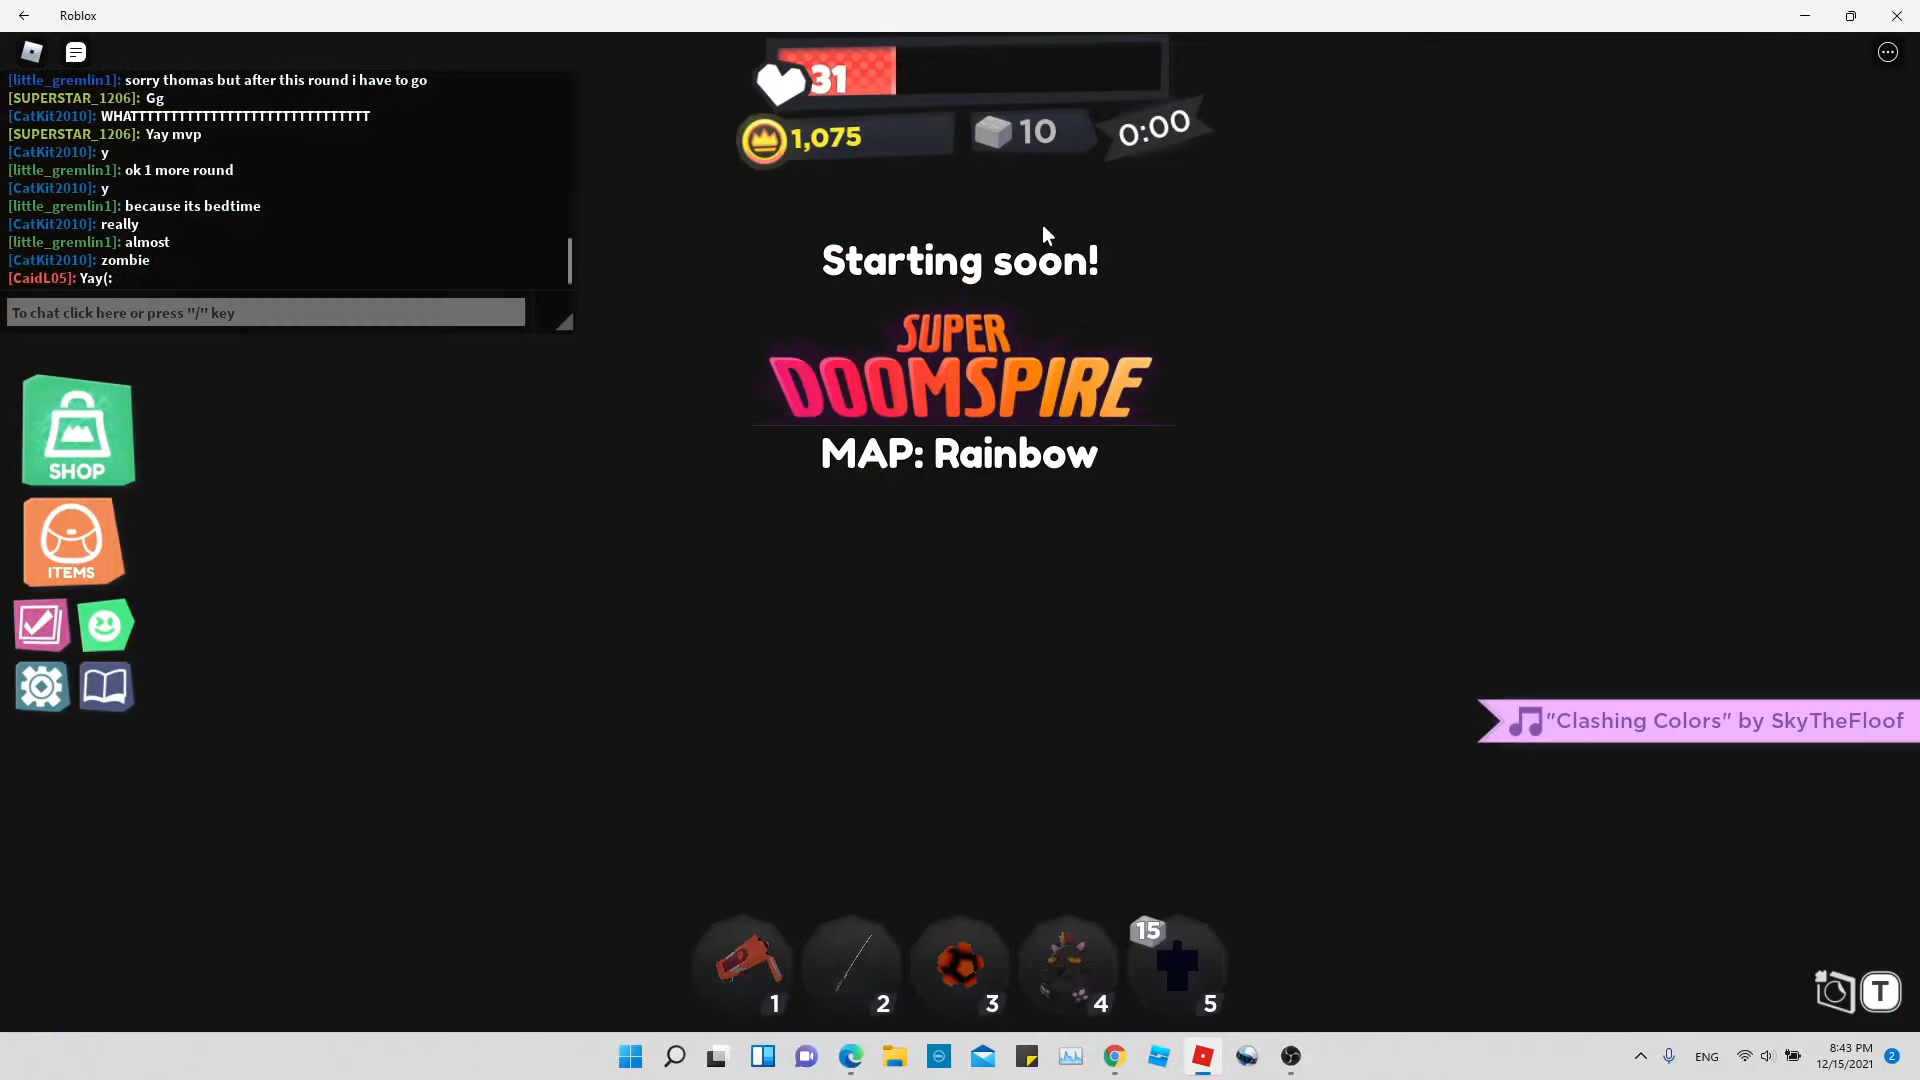 Roblox
[little_gremlin1]: sorry thomas but after this round i have to go
[SUPERSTAR_1206]: Gg
[CatKit2010]: WHATTTTTTTTTTTTTTTTTTTTTTTTTTTT
[SUPERSTAR_1206]: Yay mvp
[CatKit2010]: y
[little_gremlin1]: ok 1 more round
[CatKit2010]: y
[little_gremlin1]: because its bedtime
[CatKit2010]: really
[little_gremlin1]: almost
[CatKit2010]: zombie
[CaidL05]: Yay(:
To chat click here or press "/" key
31
1,075
10
0:00
Starting soon!
SUPER
DOOMSPIRE
MAP: Rainbow
SHOP
ITEMS
"Clashing Colors" by SkyTheFloof
1
2
3
4
15
5
T
ENG
8:43 PM
12/15/2021
2